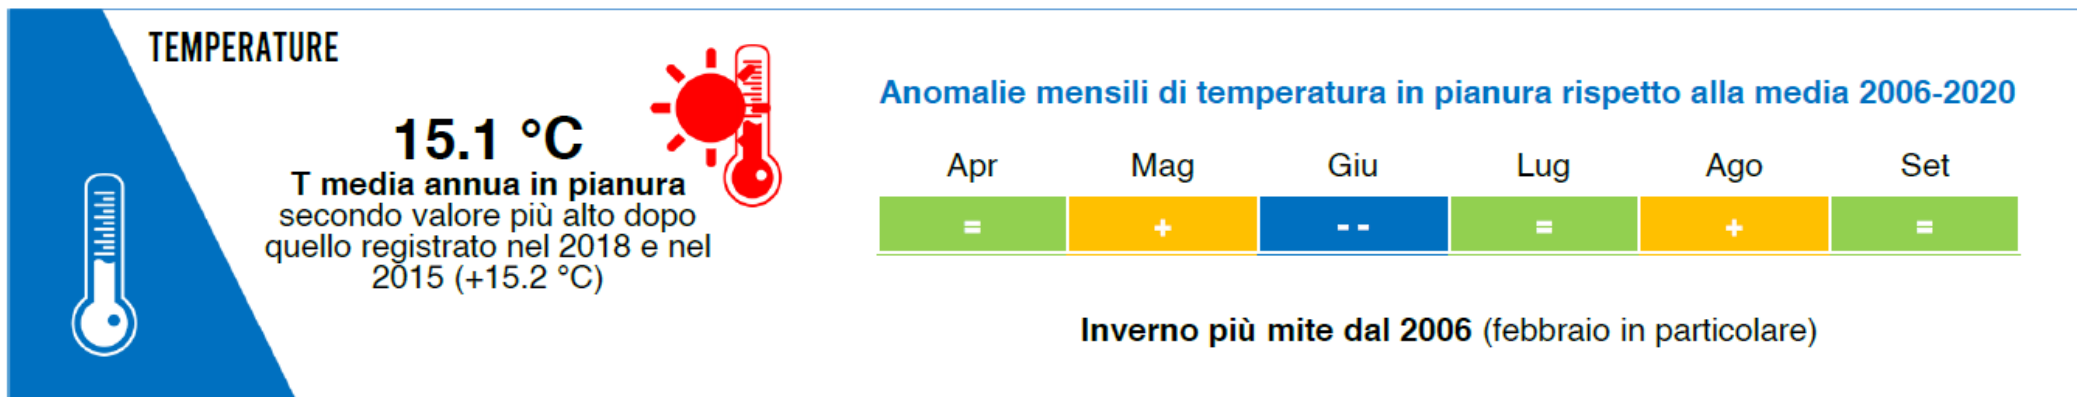 TEMPERATURE
15.1 °C
T media annua in pianura
secondo valore più alto dopo
quello registrato nel 2018 e nel
2015 (+15.2 °C)
Anomalie mensili di temperatura in pianura rispetto alla media 2006-2020
Apr Mag Giu Lug Ago Set
= + -- = + =
Inverno più mite dal 2006 (febbraio in particolare)